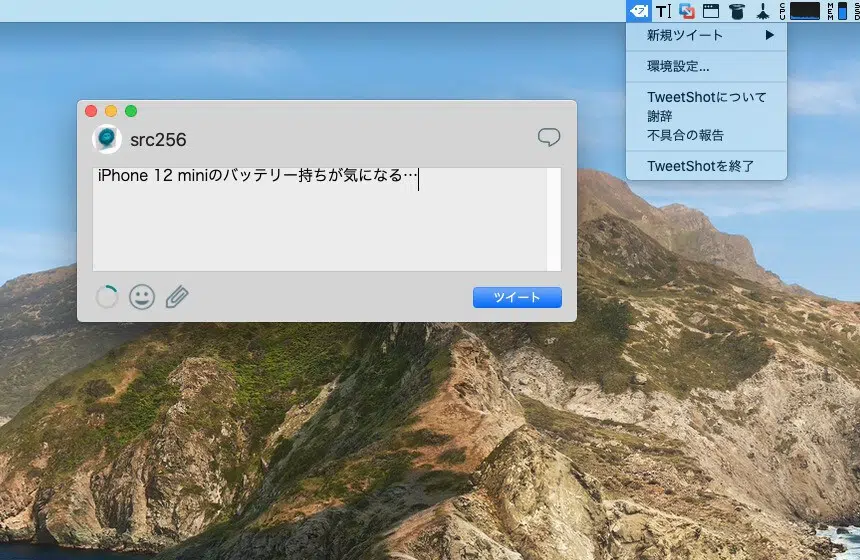 CPU
MEM
SSD
新規ツイート
環境設定...
TweetShotについて
謝辞
不具合の報告
TweetShotを終了
src256
iPhone 12 miniのバッテリー持ちが気になる…
ツイート